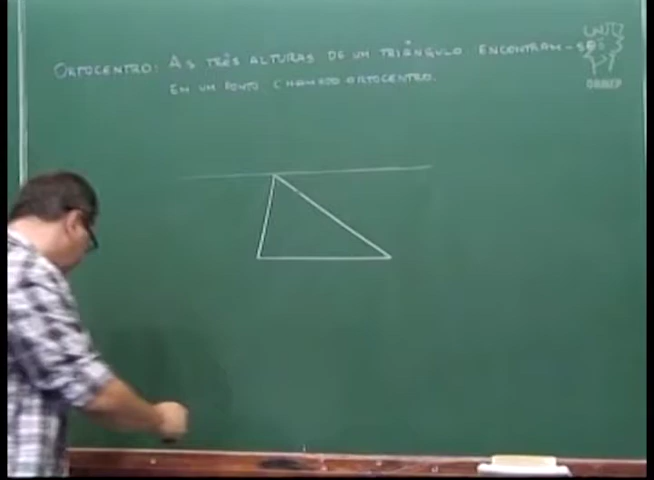 ORTOCENTRO: AS TRÊS ALTURAS DE UM TRIÂNGULO ENCONTRAM-SE
EM UM PONTO CHAMADO ORTOCENTRO.
OBMEP